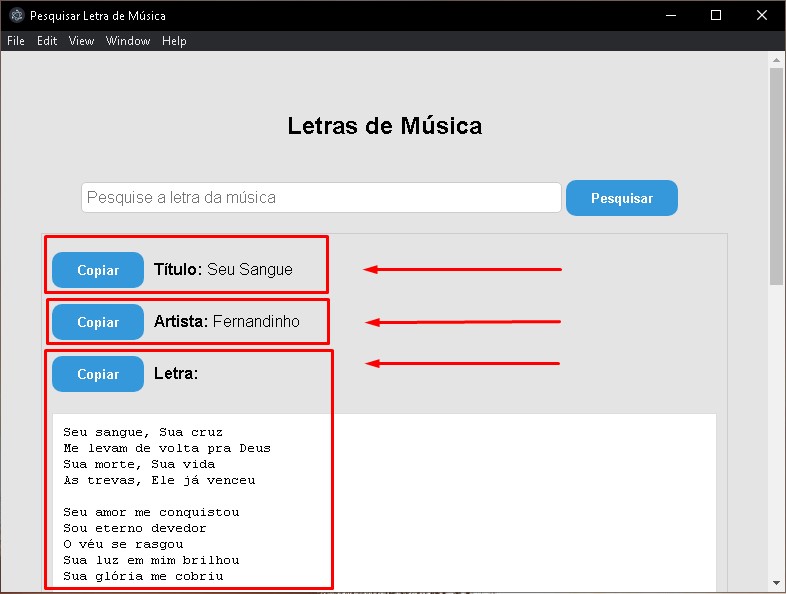 Pesquisar Letra de Música
File Edit View Window Help
Letras de Música
Pesquise a letra da música Pesquisar
Copiar Título: Seu Sangue
Copiar Artista: Fernandinho
Copiar Letra:
Seu sangue, Sua cruz
Me levam de volta pra Deus
Sua morte, Sua vida
As trevas, Ele já venceu
Seu amor me conquistou
Sou eterno devedor
O véu se rasgou
Sua luz em mim brilhou
Sua glória me cobriu